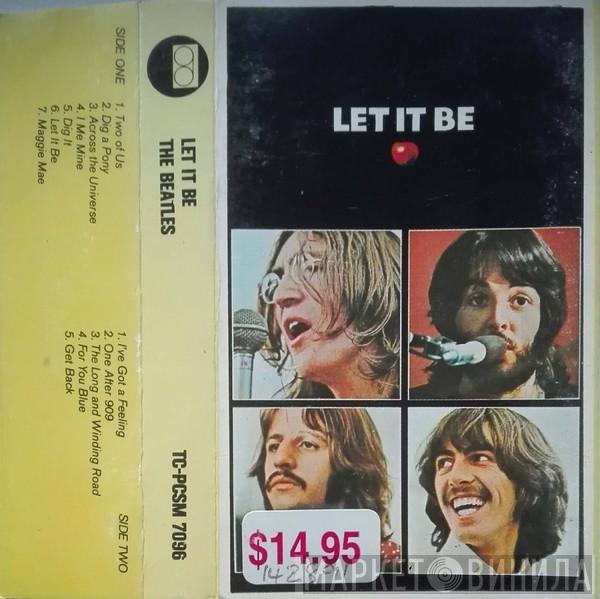 SIDE ONE
1. Two of Us
2. Dig a Pony
3. Across the Universe
4. I Me Mine
5. Dig It
6. Let It Be
7. Maggie Mae
SIDE TWO
1. I've Got a Feeling
2. One After 909
3. The Long and Winding Road
4. For You Blue
5. Get Back
LET IT BE
THE BEATLES
TC-PCSM 7096
LET IT BE
$14.95
МАРКЕТ ВИНИЛА